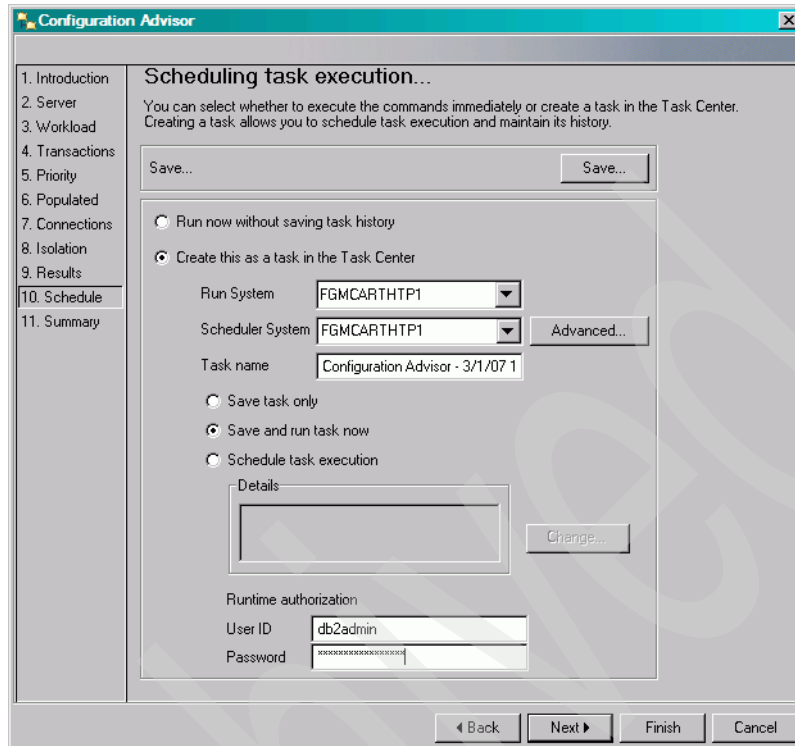 Configuration Advisor
1. Introduction
2. Server
3. Workload
4. Transactions
5. Priority
6. Populated
7. Connections
8. Isolation
9. Results
10. Schedule
11. Summary
Scheduling task execution...
You can select whether to execute the commands immediately or create a task in the Task Center.
Creating a task allows you to schedule task execution and maintain its history.
Save... Save...
Run now without saving task history
Create this as a task in the Task Center
Run System FGMCARTHTP1
Scheduler System FGMCARTHTP1 Advanced...
Task name Configuration Advisor - 3/1/07 1
Save task only
Save and run task now
Schedule task execution
Details
Change...
Runtime authorization
User ID db2admin
Password ****************
Back Next Finish Cancel